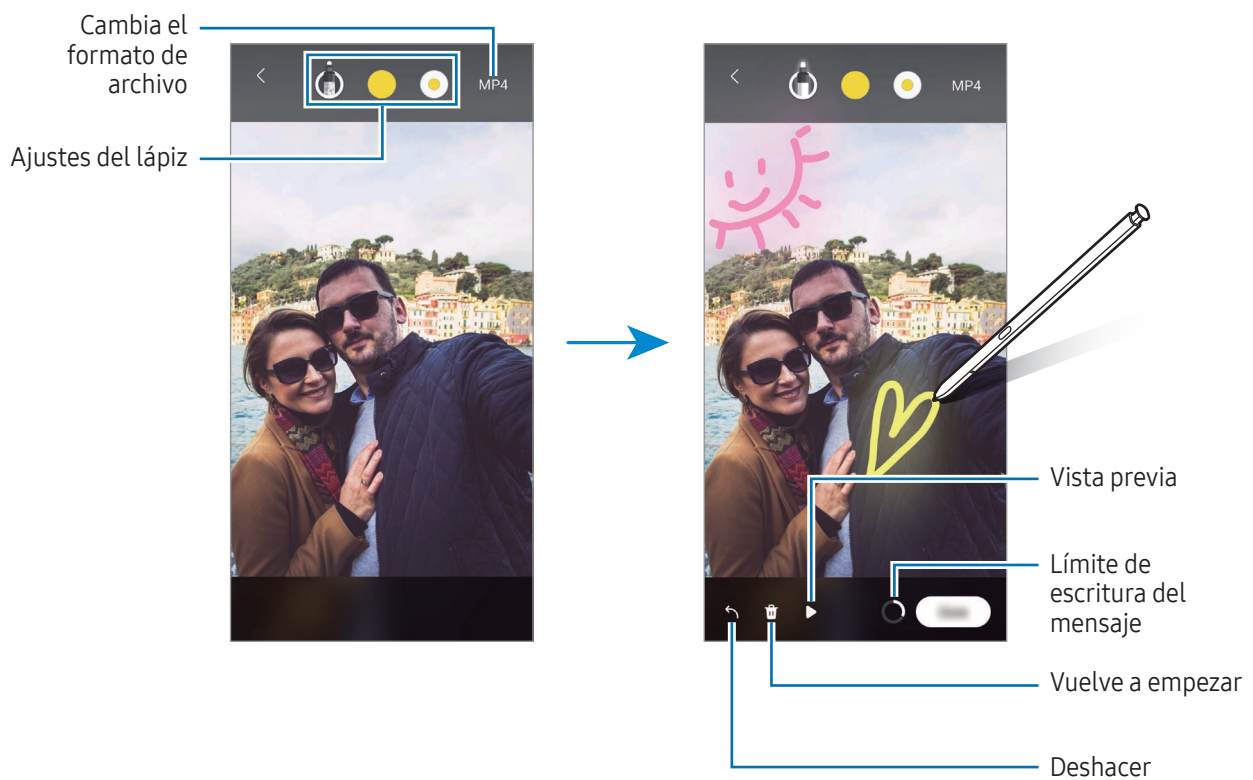 Cambia el
formato de
archivo
MP4
MP4
Ajustes del lápiz
Vista previa
Límite de
escritura del
mensaje
Vuelve a empezar
Deshacer